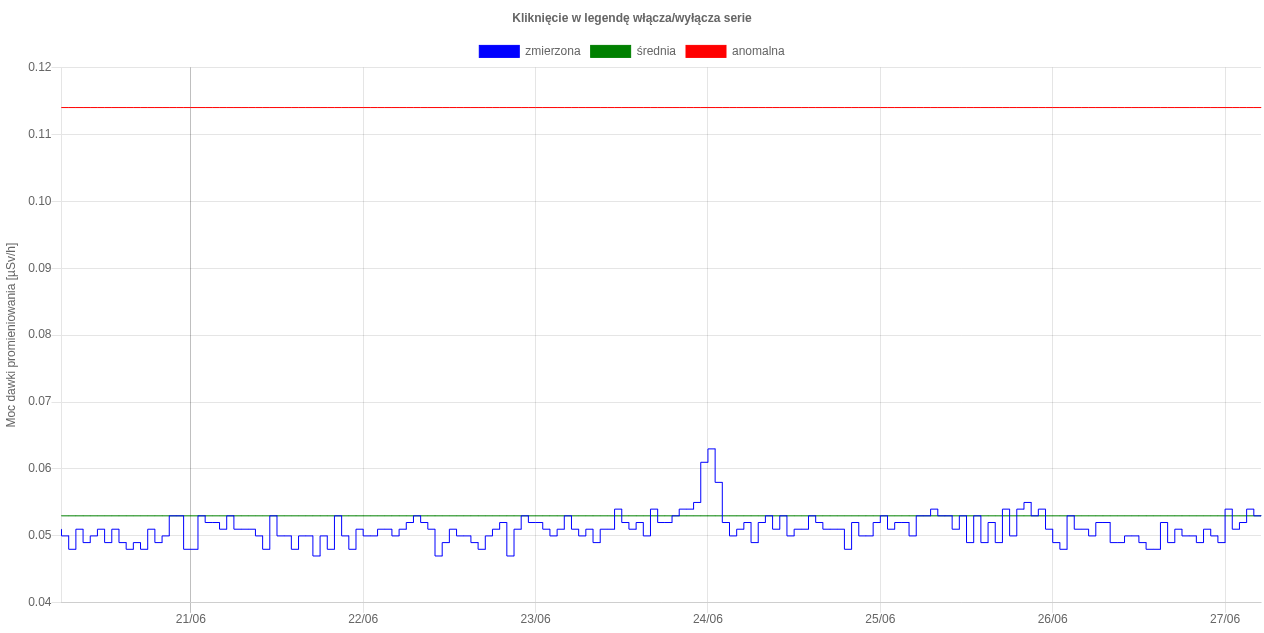 Kliknięcie w legendę włącza/wyłącza serie
zmierzona średnia anomalna
Moc dawki promieniowania [µSv/h]
0.12
0.11
0.10
0.09
0.08
0.07
0.06
0.05
0.04
21/06 22/06 23/06 24/06 25/06 26/06 27/06